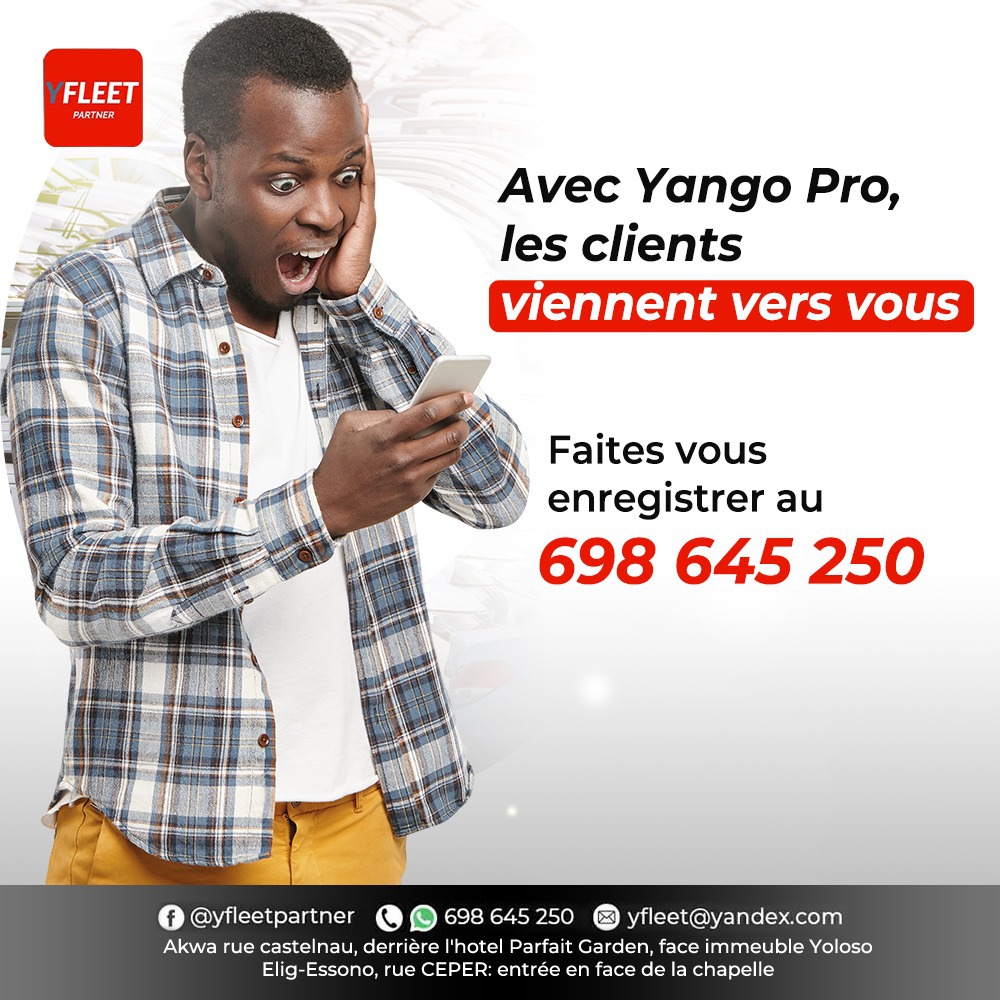 YFLEET
PARTNER
Avec Yango Pro,
les clients
viennent vers vous
Faites vous
enregistrer au
698 645 250
@yfleetpartner 698 645 250 yfleet@yandex.com
Akwa rue castelnau, derrière l'hotel Parfait Garden, face immeuble Yoloso
Elig-Essono, rue CEPER: entrée en face de la chapelle